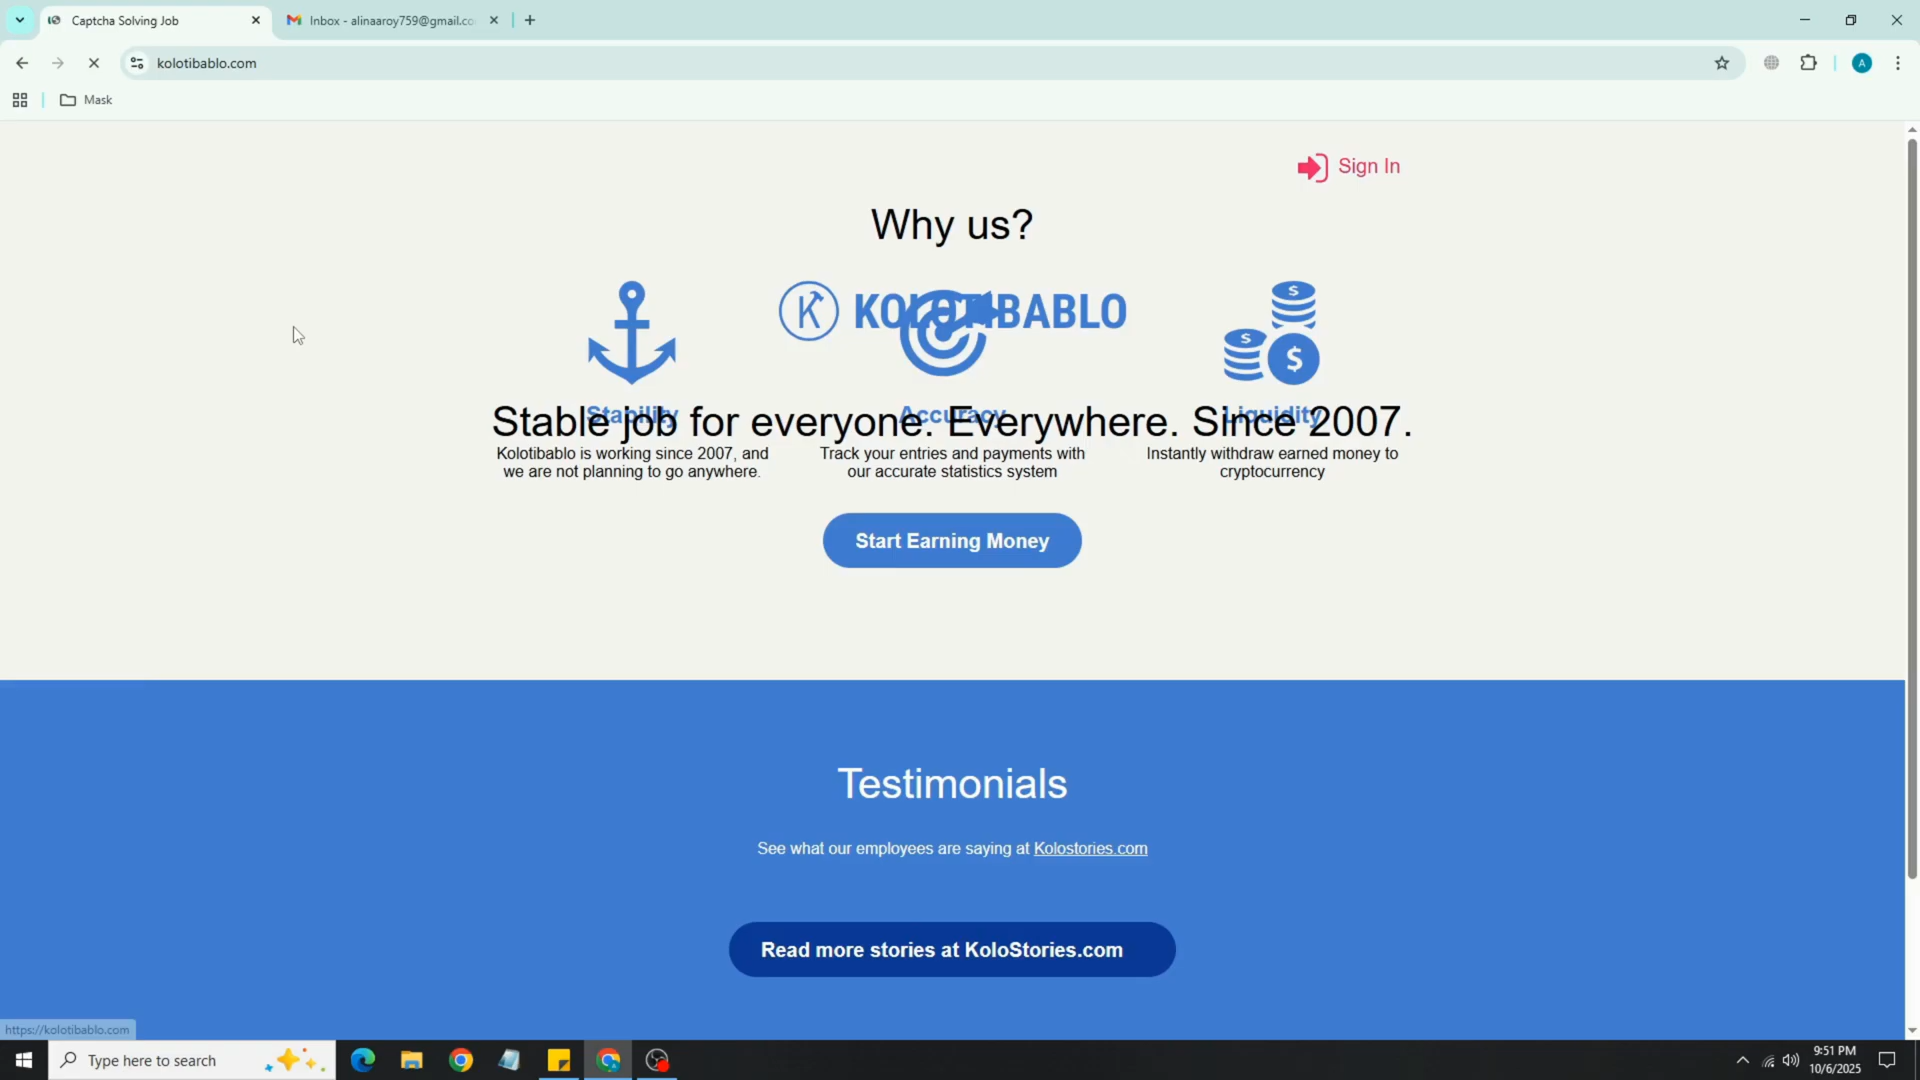 Captcha Solving Job
Inbox - alinaaroy759@gmail.co
kolotibablo.com
A
Mask
Sign In
Why us?
KOLOTIBABLO
Stability
Accuracy
Liquidity
Stable job for everyone. Everywhere. Since 2007.
Kolotibablo is working since 2007, and
we are not planning to go anywhere.
Track your entries and payments with
our accurate statistics system
Instantly withdraw earned money to
cryptocurrency
Start Earning Money
Testimonials
See what our employees are saying at Kolostories.com
Read more stories at KoloStories.com
https://kolotibablo.com
Type here to search
9:51 PM
10/6/2025